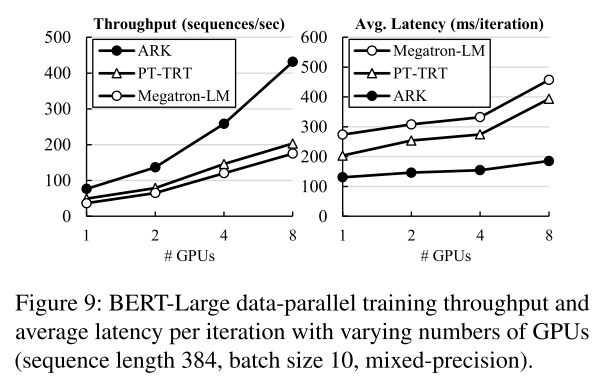 Throughput (sequences/sec)
500
400
300
200
100
0
ARK
PT-TRT
Megatron-LM
1 2 4 8
# GPUs
Avg. Latency (ms/iteration)
600
500
400
300
200
100
0
Megatron-LM
PT-TRT
ARK
1 2 4 8
# GPUs
Figure 9: BERT-Large data-parallel training throughput and
average latency per iteration with varying numbers of GPUs
(sequence length 384, batch size 10, mixed-precision).